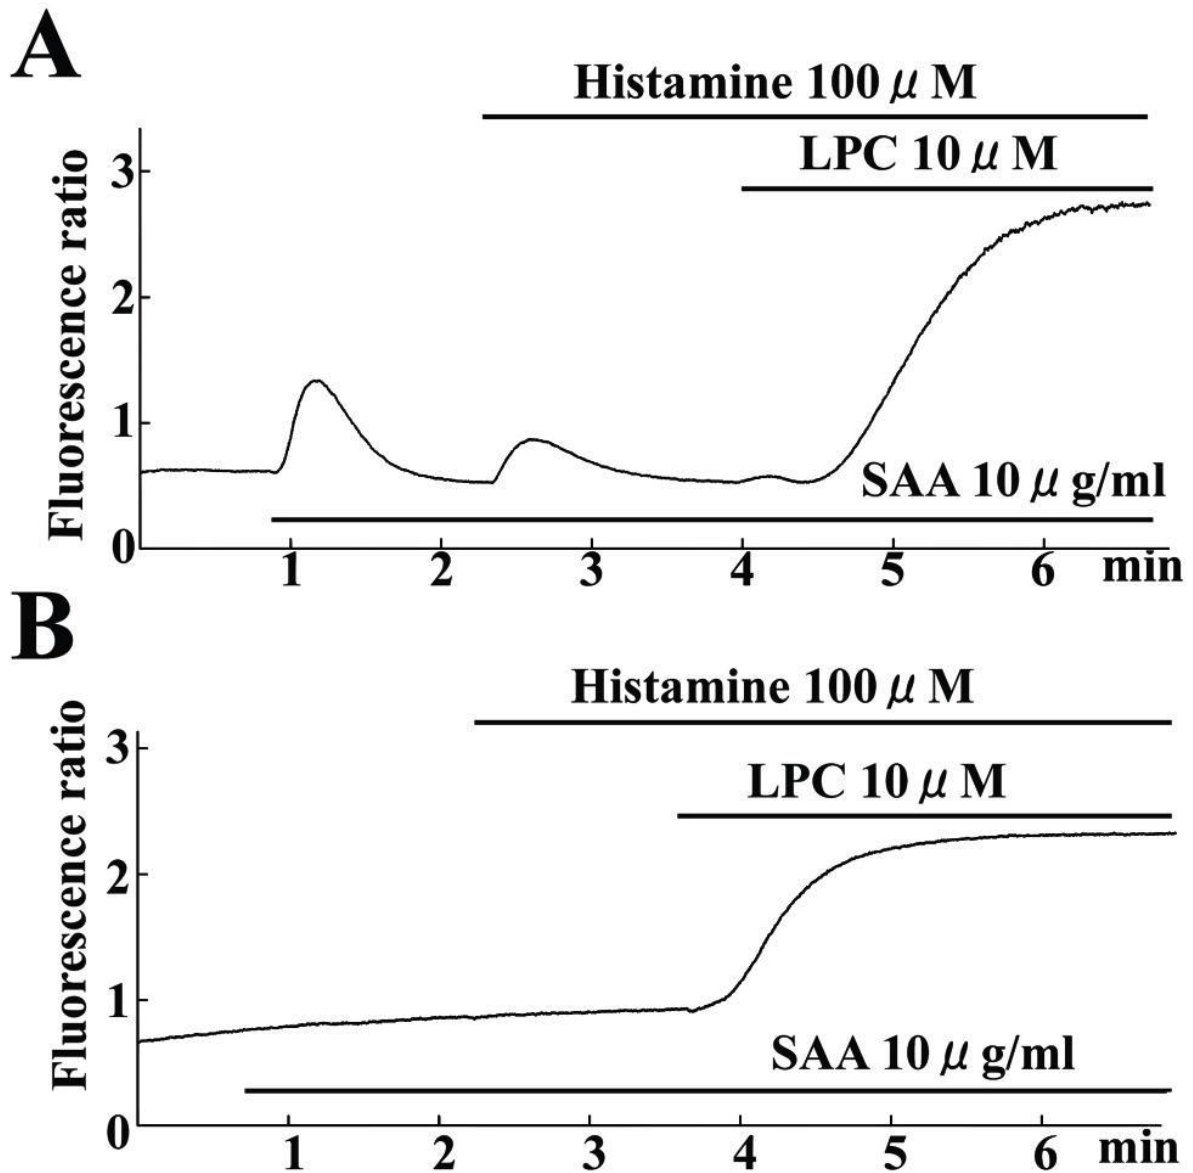 A
Histamine 100 μ M
LPC 10 μ M
Fluorescence ratio
3
2
1
0
SAA 10 μ g/ml
1 2 3 4 5 6 min
B
Histamine 100 μ M
LPC 10 μ M
Fluorescence ratio
3
2
1
0
SAA 10 μ g/ml
1 2 3 4 5 6 min